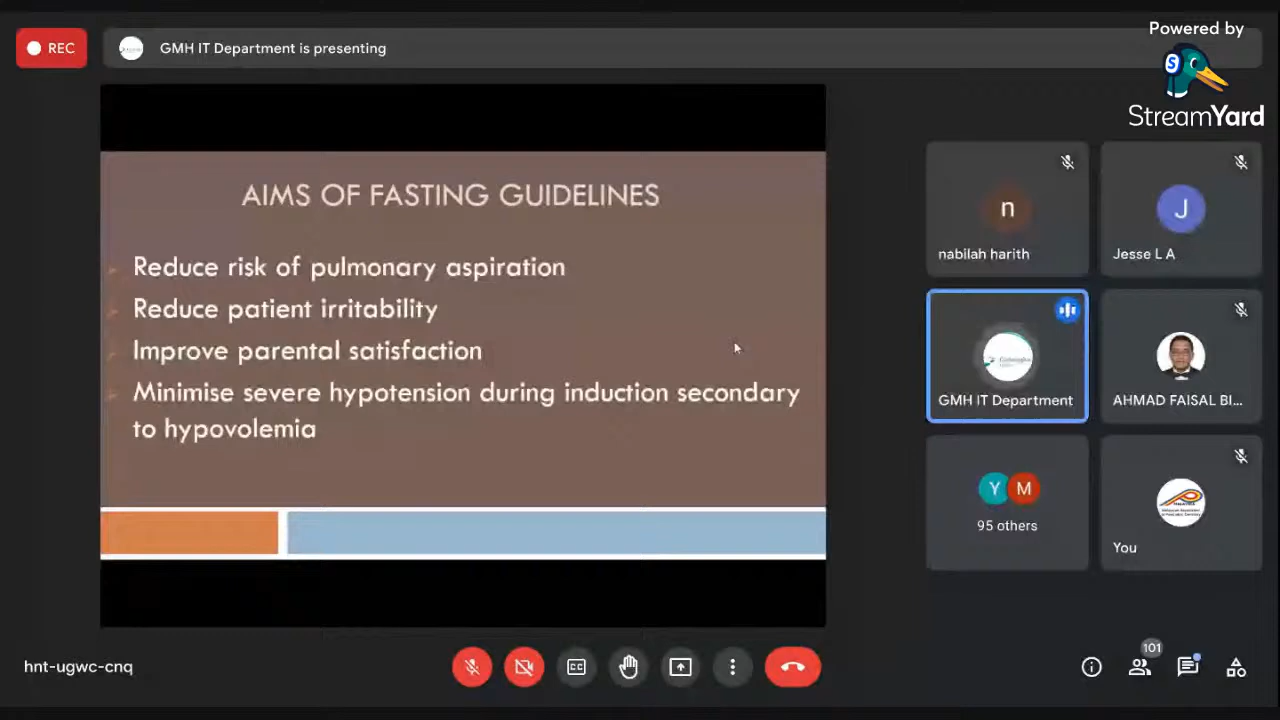 Powered by
StreamYard
REC
GMH IT Department is presenting
AIMS OF FASTING GUIDELINES
Reduce risk of pulmonary aspiration
Reduce patient irritability
Improve parental satisfaction
Minimise severe hypotension during induction secondary
to hypovolemia
n
nabilah harith
J
Jesse L A
GMH IT Department
AHMAD FAISAL BI...
Y M
95 others
You
hnt-ugwc-cnq
CC
101